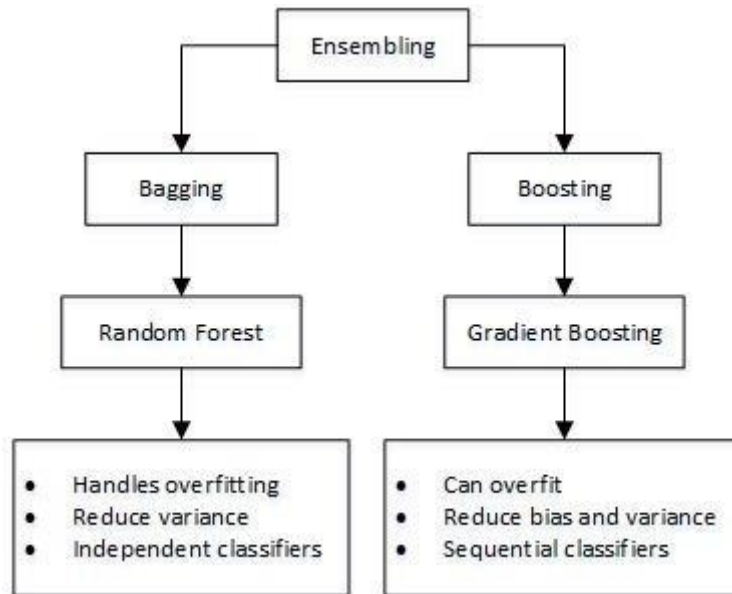 Ensembling
Bagging
Boosting
Random Forest
Gradient Boosting
• Handles overfitting
• Reduce variance
• Independent classifiers
• Can overfit
• Reduce bias and variance
• Sequential classifiers